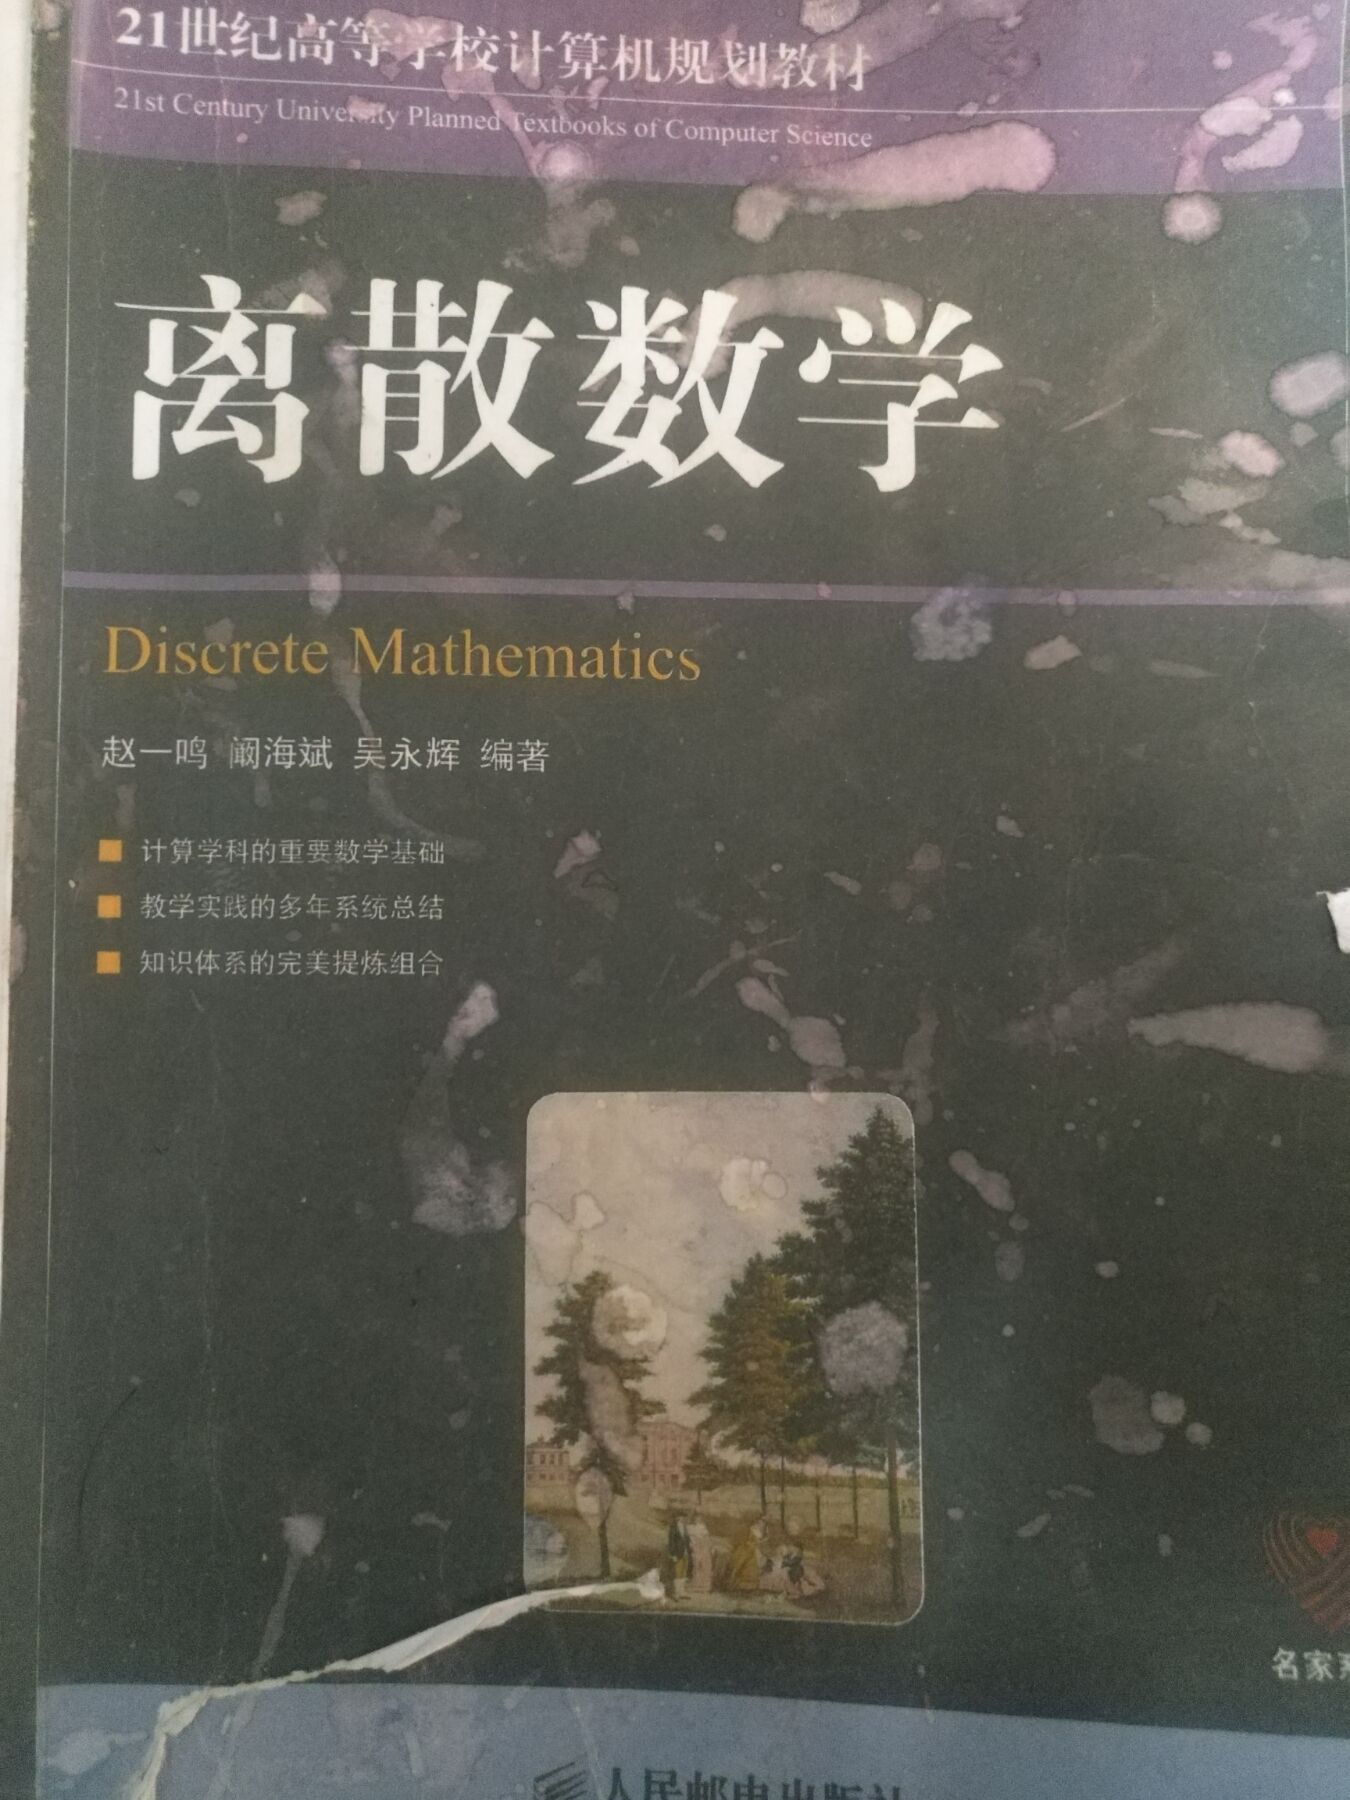 21世纪高等学校计算机规划教材
21st Century University Planned Textbooks of Computer Science
离散数学
Discrete Mathematics
赵一鸣 阚海斌 吴永辉 编著
计算学科的重要数学基础
教学实践的多年系统总结
知识体系的完美提炼组合
名家
人民邮电出版社